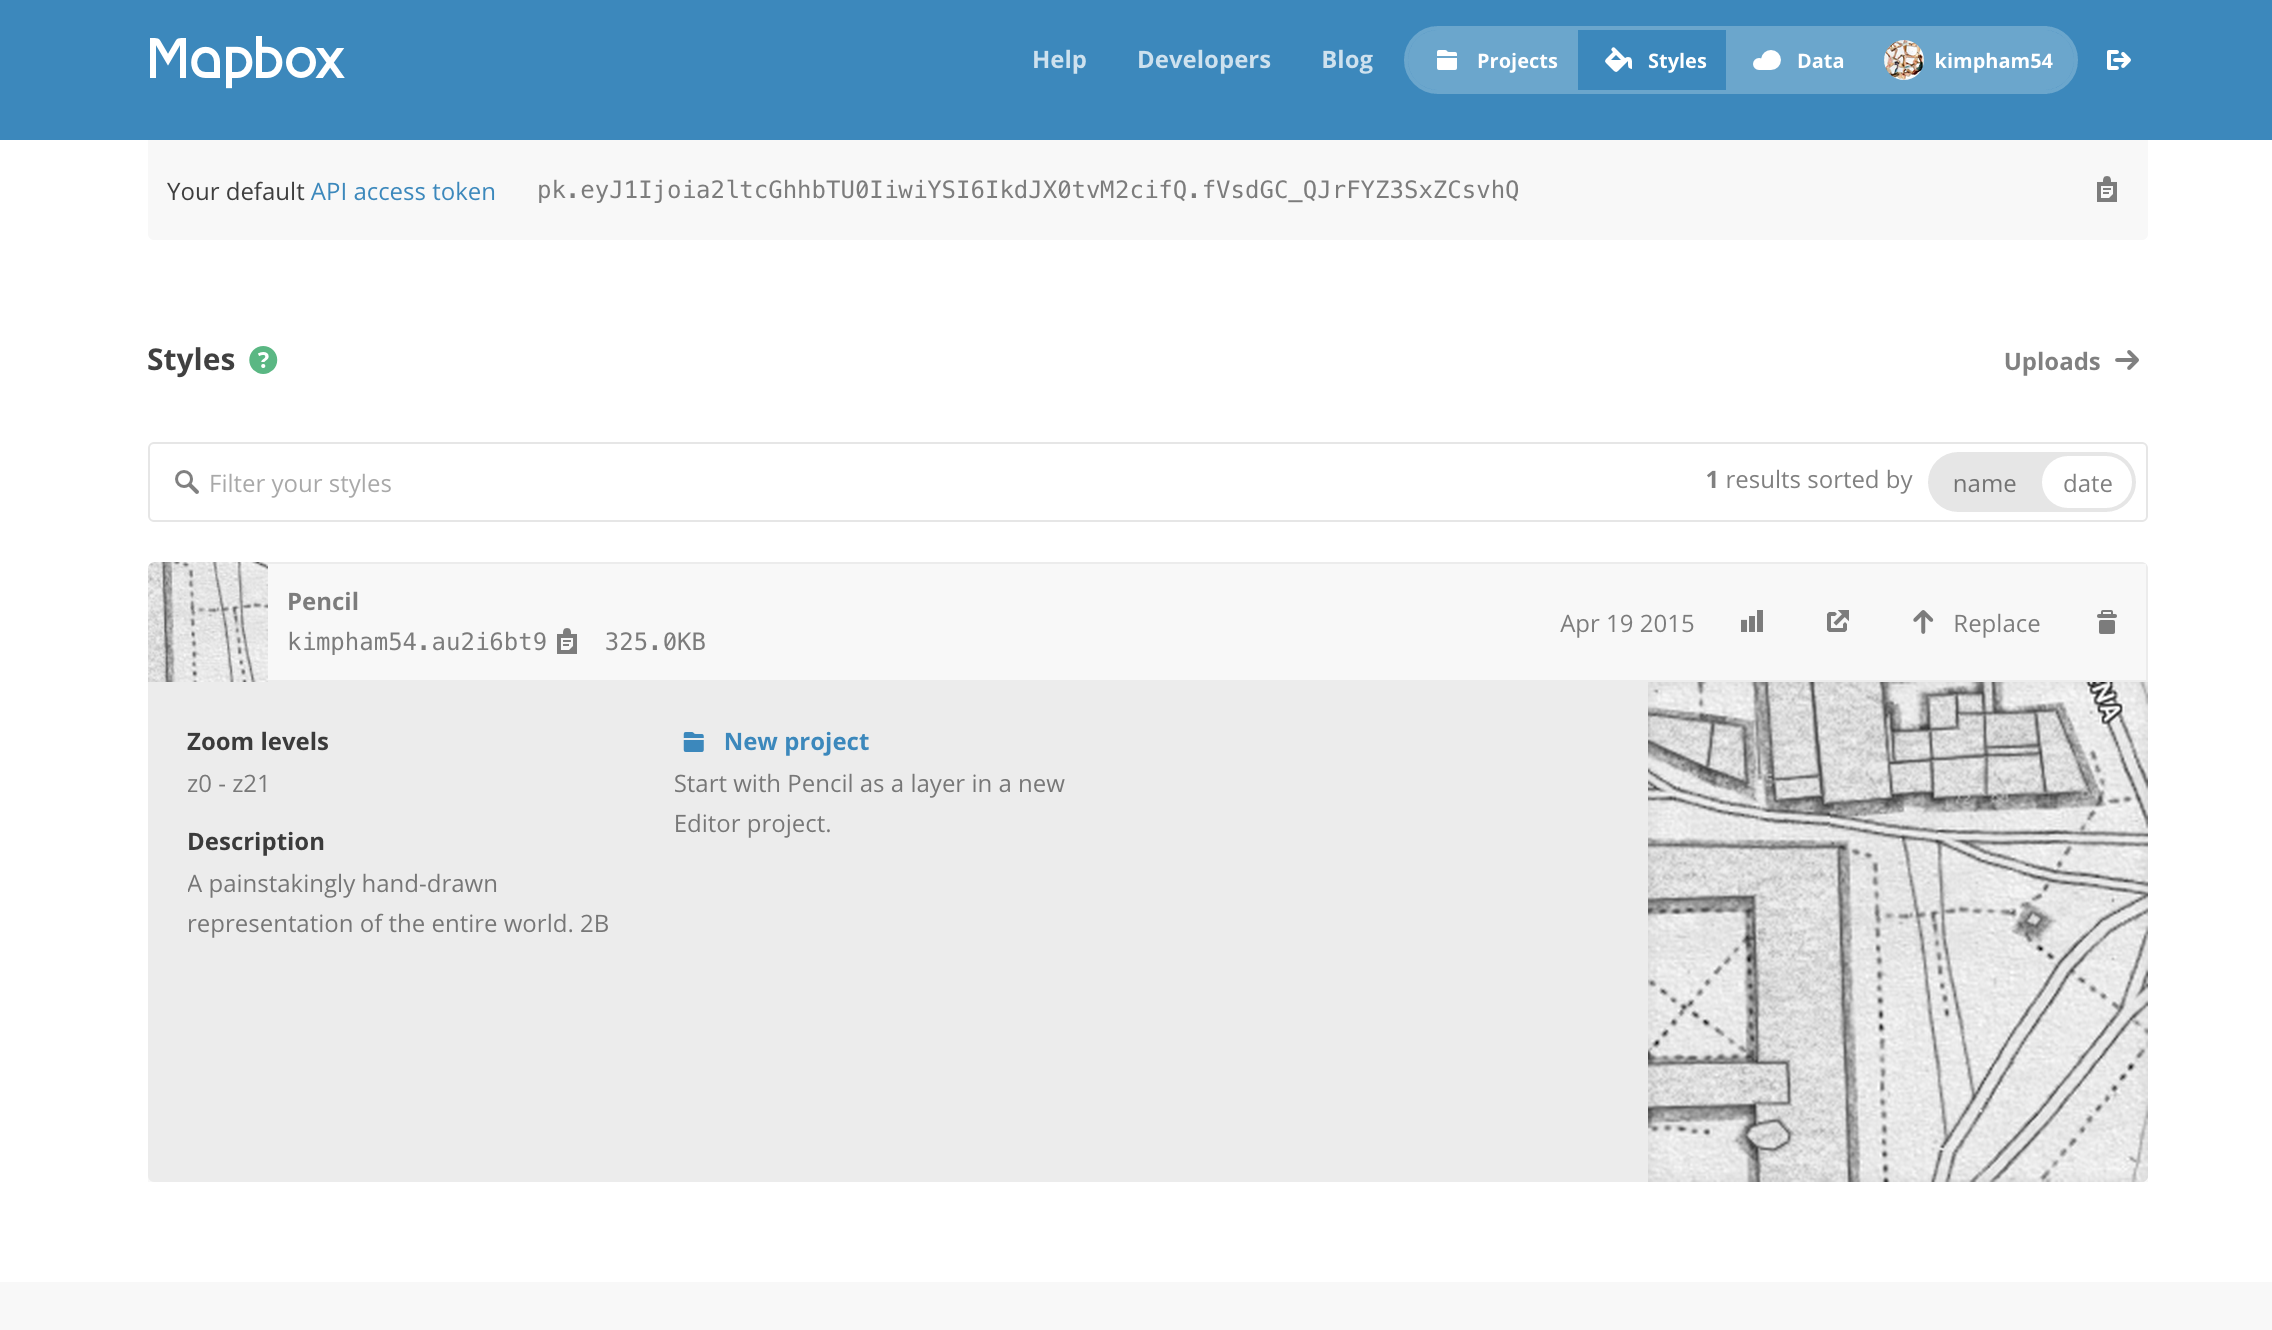 Mapbox
Help Developers Blog Projects Styles Data kimpham54
Your default API access token pk.eyJ1Ijoia2ltcGhhbTU0IiwiYSI6IkdJX0tvM2cifQ.fVsdGC_QJrFYZ3SxZCsvhQ
Styles ?
Uploads
Filter your styles
1 results sorted by name date
Pencil
kimpham54.au2i6bt9 325.0KB
Apr 19 2015 Replace
Zoom levels
z0 - z21
Description
A painstakingly hand-drawn
representation of the entire world. 2B
New project
Start with Pencil as a layer in a new
Editor project.
NA